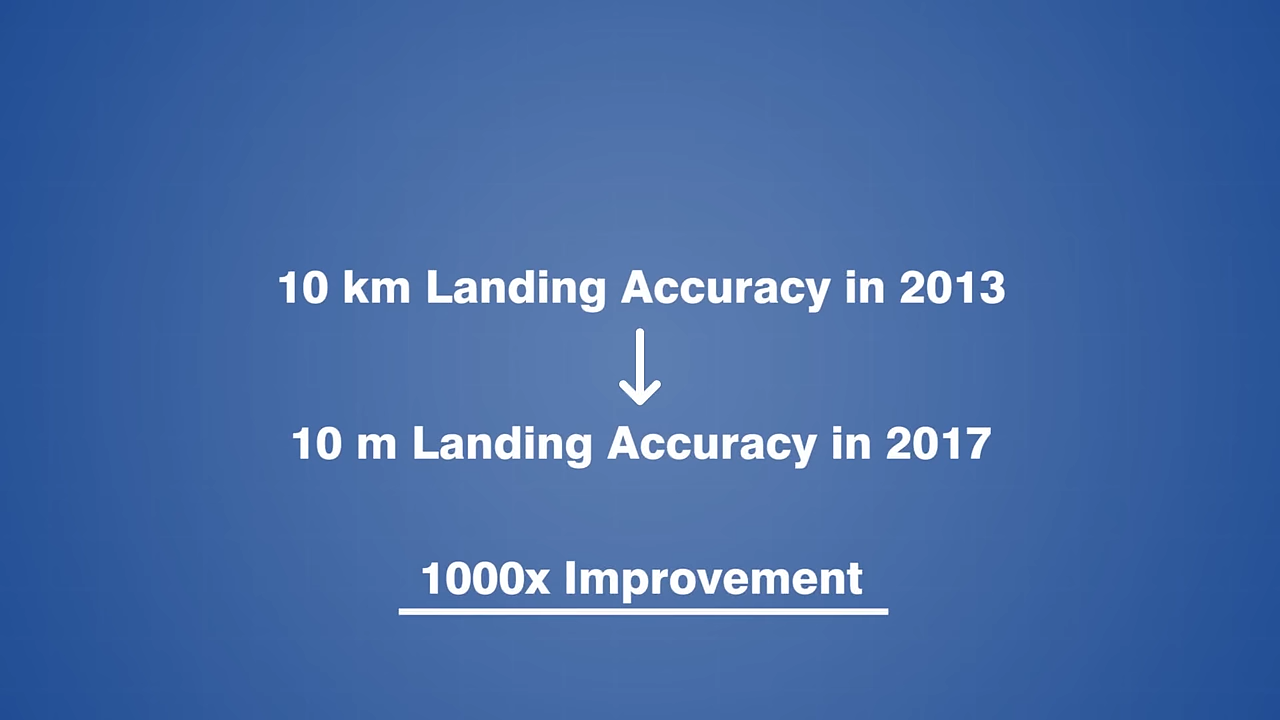 10 km Landing Accuracy in 2013
10 m Landing Accuracy in 2017
1000x Improvement